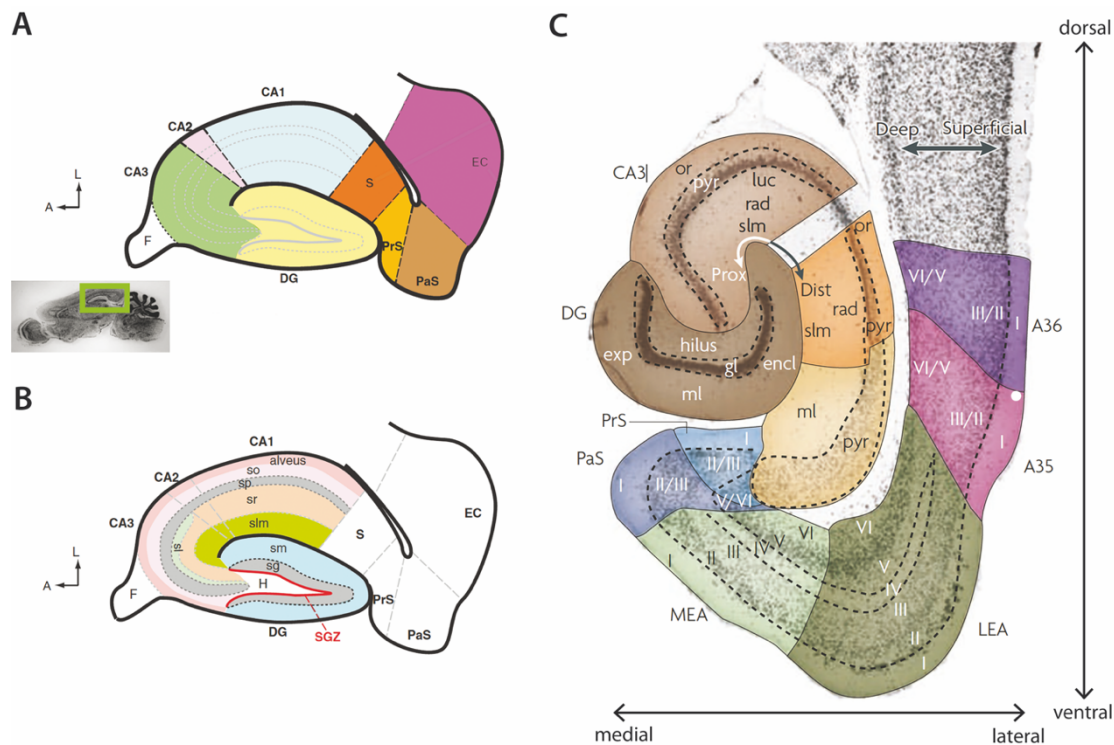 A
CA1
CA2
CA3
L
A
F
S
EC
PrS
PaS
DG
B
CA1
alveus
so
sp
sr
slm
CA2
CA3
sl
sm
sg
H
S
EC
L
A
F
PrS
PaS
DG
SGZ
C
dorsal
Deep Superficial
CA3
or
pyr
luc
rad
slm
or
Prox
Dist
rad
slm
pyr
DG
hilus
exp
gl
encl
ml
ml
pyr
VI/V
III/II
I
A36
VI/V
III/II
I
A35
PrS
I
PaS
II/III
I
II/III
V/VI
I
II
III
IV
V
VI
MEA
VI
V
IV
III
II
I
LEA
ventral
medial
lateral